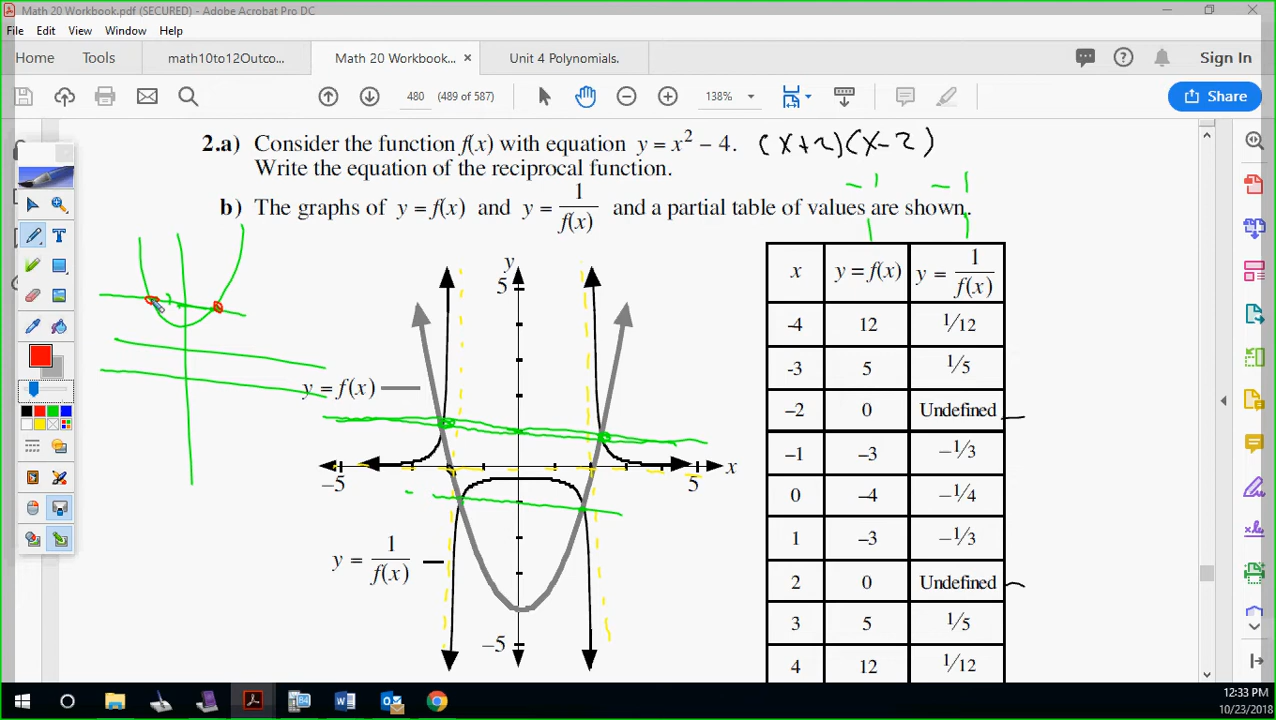 Math 20 Workbook.pdf (SECURED) - Adobe Acrobat Pro DC
File Edit View Window Help
Home Tools math10to12Outco... Math 20 Workbook... × Unit 4 Polynomials.
? Sign In
480 (489 of 587) 138% Share
2.a) Consider the function f(x) with equation y = x² – 4. (x+2)(x-2)
Write the equation of the reciprocal function.
-1 -1
b) The graphs of y = f(x) and y = 1/f(x) and a partial table of values are shown.
1 1
x y = f(x) y = 1/f(x)
-4 12 1/12
-3 5 1/5
–2 0 Undefined
–1 –3 –1/3
0 –4 –1/4
1 –3 –1/3
2 0 Undefined
3 5 1/5
4 12 1/12
y
5
y = f(x)
–5 5 x
y = 1/f(x)
–5
T
12:33 PM
10/23/2018